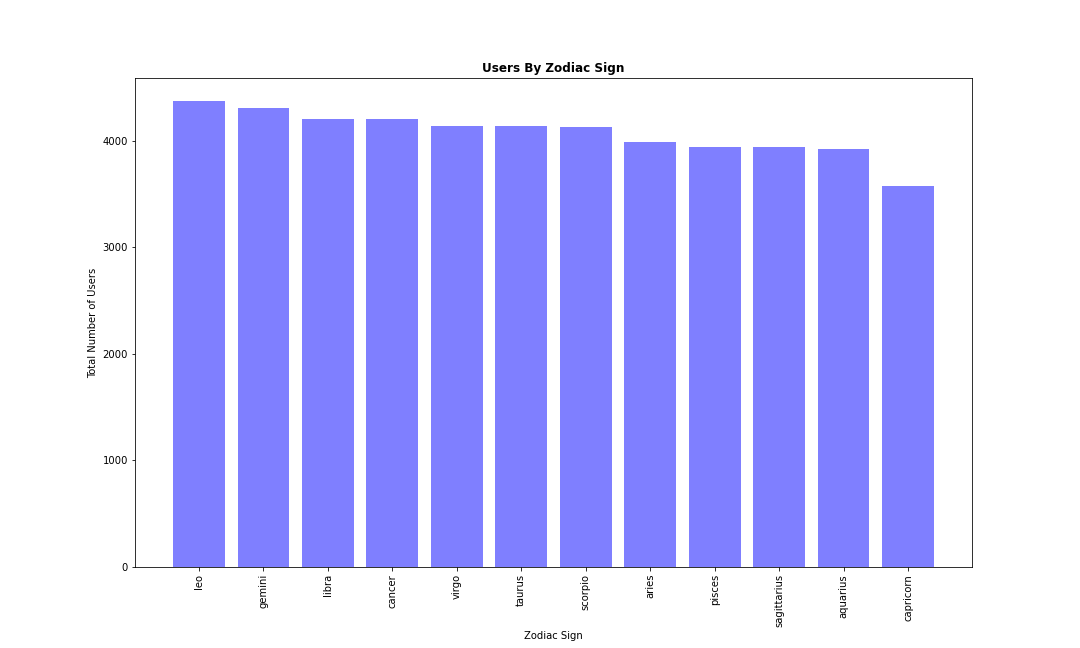 Users By Zodiac Sign
Total Number of Users
4000
3000
2000
1000
0
leo
gemini
libra
cancer
virgo
taurus
scorpio
aries
pisces
sagittarius
aquarius
capricorn
Zodiac Sign